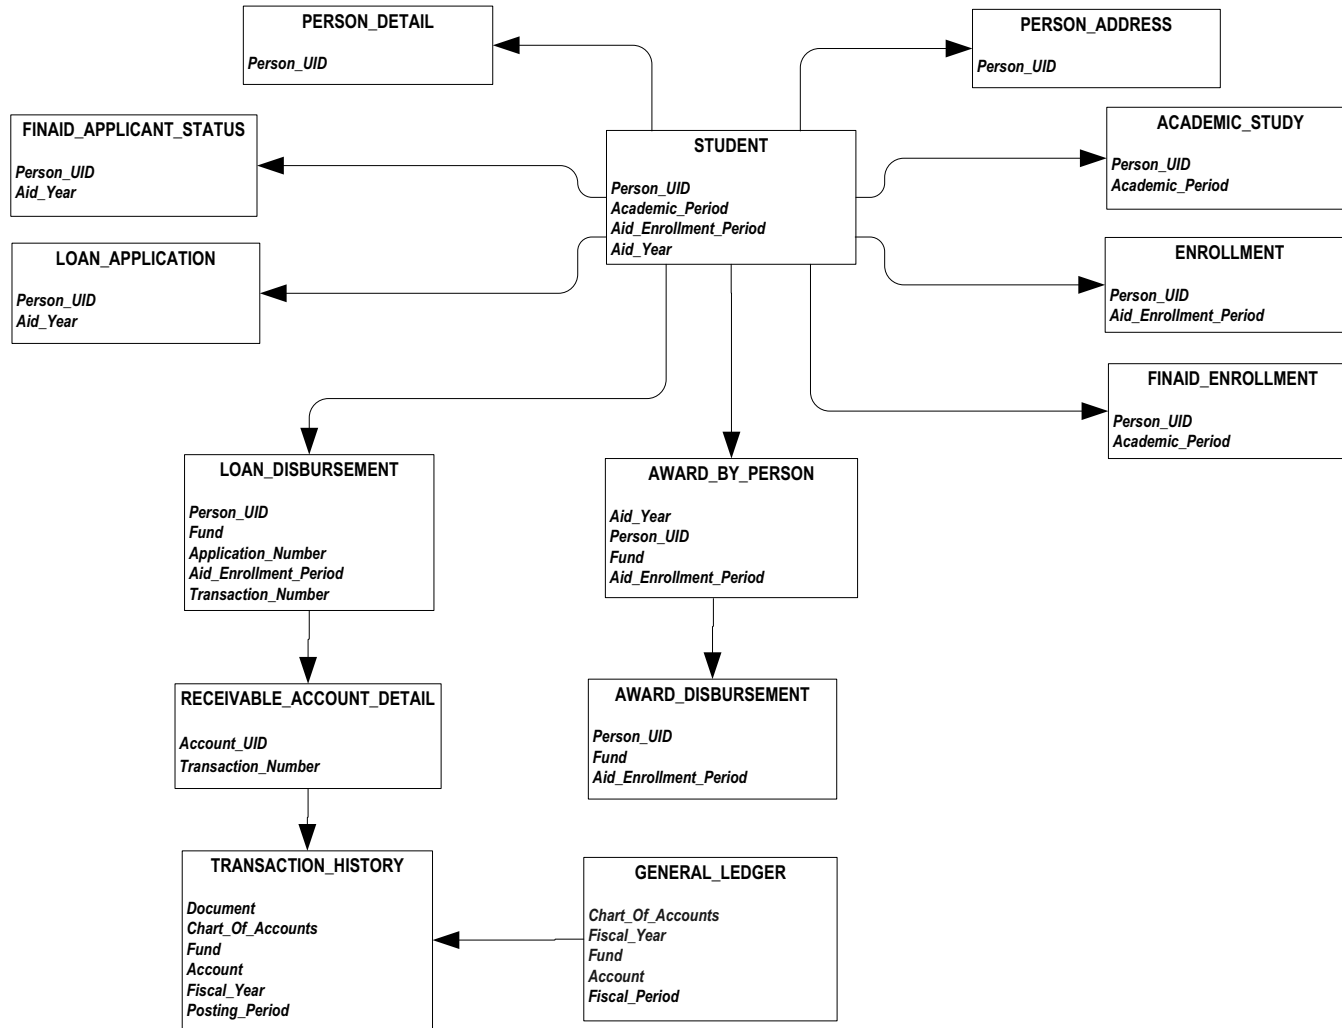 PERSON_DETAIL
Person_UID
PERSON_ADDRESS
Person_UID
FINAID_APPLICANT_STATUS
Person_UID
Aid_Year
STUDENT
Person_UID
Academic_Period
Aid_Enrollment_Period
Aid_Year
ACADEMIC_STUDY
Person_UID
Academic_Period
LOAN_APPLICATION
Person_UID
Aid_Year
ENROLLMENT
Person_UID
Aid_Enrollment_Period
FINAID_ENROLLMENT
Person_UID
Academic_Period
LOAN_DISBURSEMENT
Person_UID
Fund
Application_Number
Aid_Enrollment_Period
Transaction_Number
AWARD_BY_PERSON
Aid_Year
Person_UID
Fund
Aid_Enrollment_Period
RECEIVABLE_ACCOUNT_DETAIL
Account_UID
Transaction_Number
AWARD_DISBURSEMENT
Person_UID
Fund
Aid_Enrollment_Period
TRANSACTION_HISTORY
Document
Chart_Of_Accounts
Fund
Account
Fiscal_Year
Posting_Period
GENERAL_LEDGER
Chart_Of_Accounts
Fiscal_Year
Fund
Account
Fiscal_Period